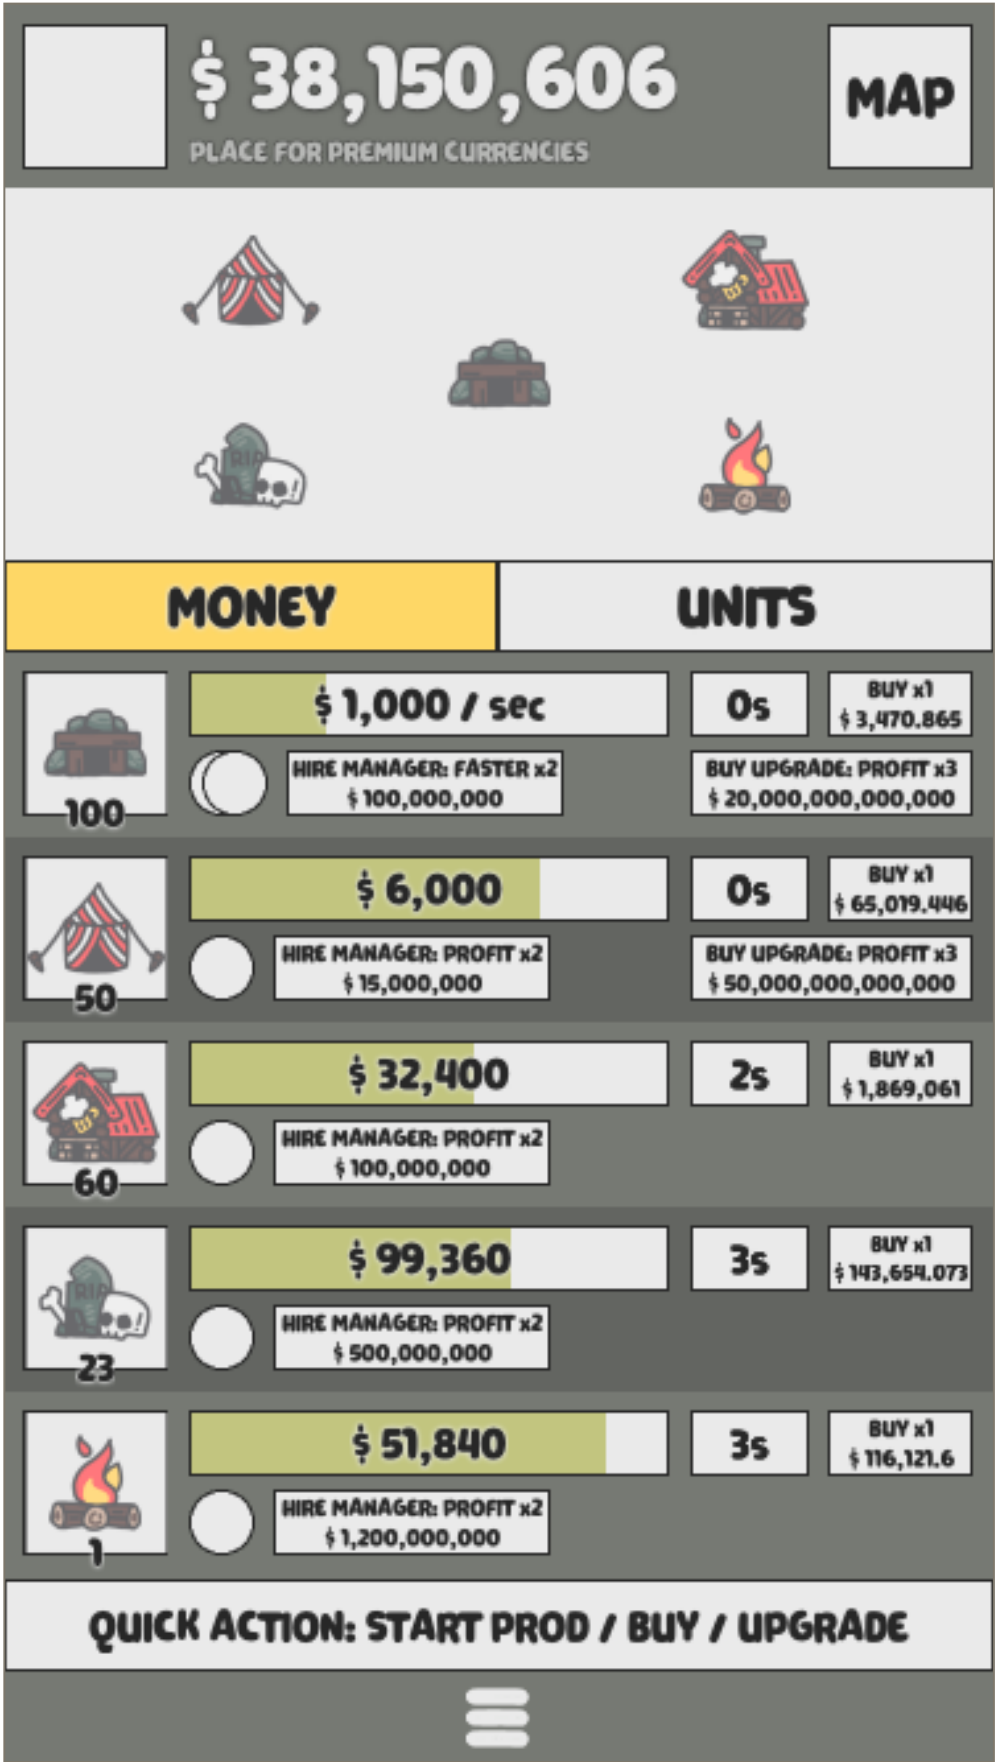 $ 38,150,606
PLACE FOR PREMIUM CURRENCIES
MAP
RIP
MONEY
UNITS
100
$ 1,000 / sec
0s
BUY x1
$ 3,470.865
HIRE MANAGER: FASTER x2
$ 100,000,000
BUY UPGRADE: PROFIT x3
$ 20,000,000,000,000
50
$ 6,000
0s
BUY x1
$ 65,019.446
HIRE MANAGER: PROFIT x2
$ 15,000,000
BUY UPGRADE: PROFIT x3
$ 50,000,000,000,000
60
$ 32,400
2s
BUY x1
$ 1,869,061
HIRE MANAGER: PROFIT x2
$ 100,000,000
RIP
23
$ 99,360
3s
BUY x1
$ 143,654.073
HIRE MANAGER: PROFIT x2
$ 500,000,000
1
$ 51,840
3s
BUY x1
$ 116,121.6
HIRE MANAGER: PROFIT x2
$ 1,200,000,000
QUICK ACTION: START PROD / BUY / UPGRADE